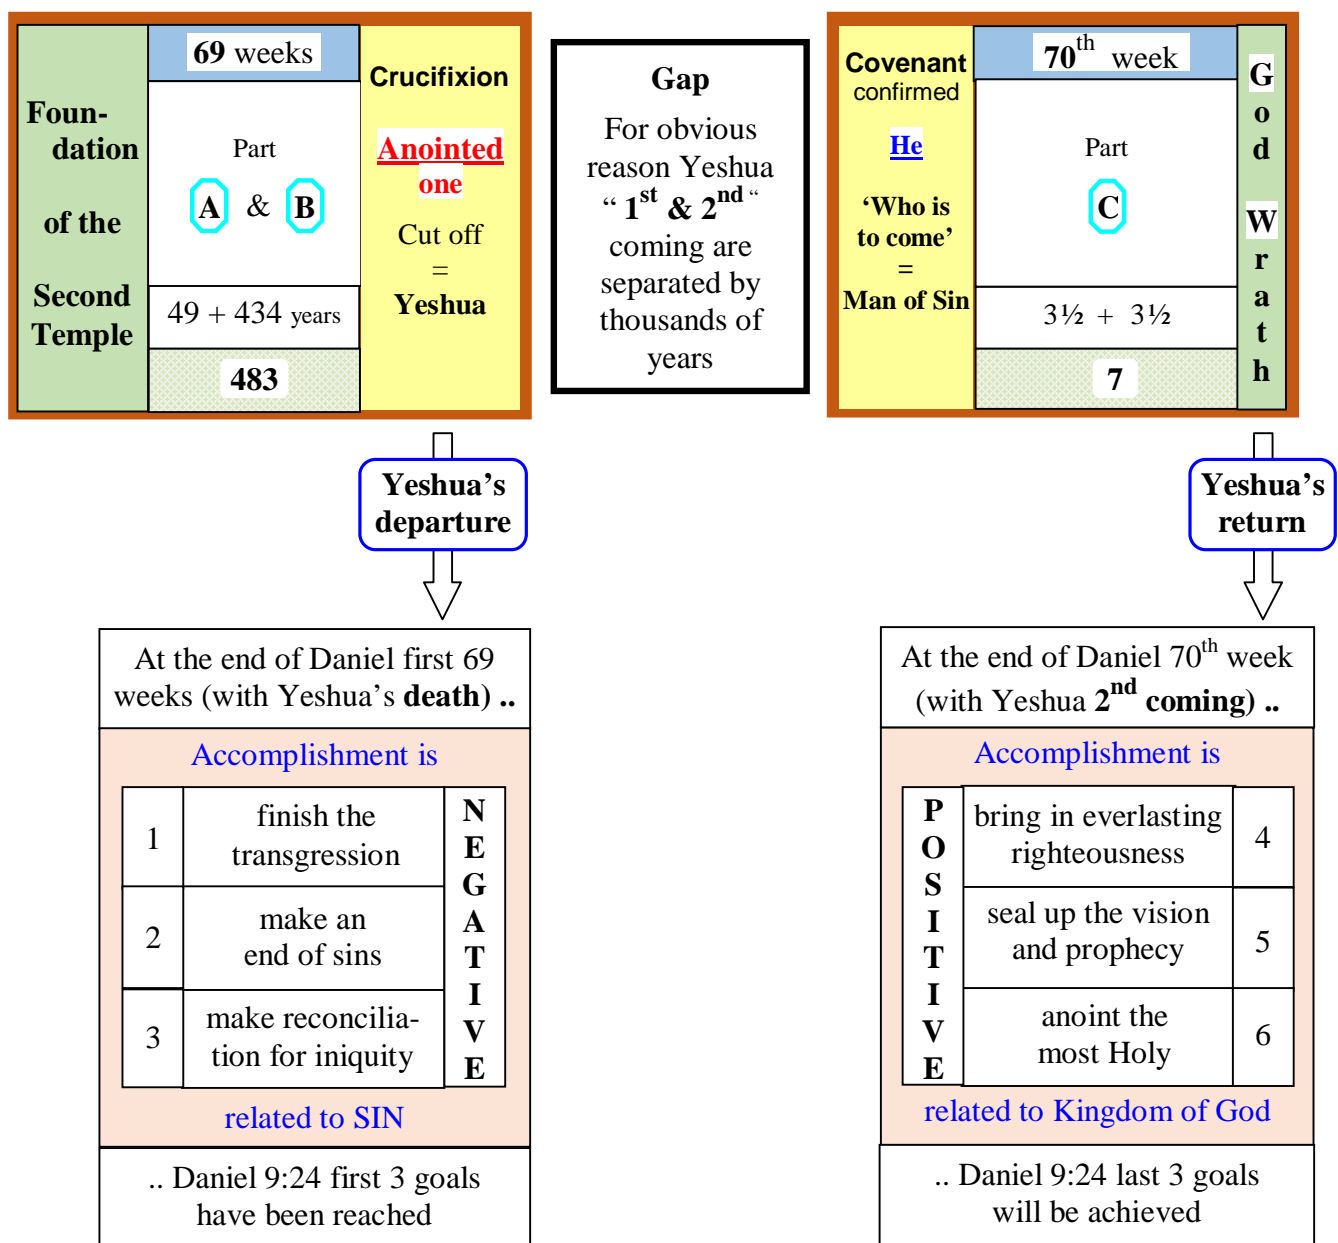 Foun-
dation
of the
Second
Temple
69 weeks
Part
A & B
49 + 434 years
483
Crucifixion
Anointed
one
Cut off
=
Yeshua
Gap
For obvious
reason Yeshua
“ 1st & 2nd “
coming are
separated by
thousands of
years
Covenant
confirmed
He
‘Who is
to come’
=
Man of Sin
70th week
Part
C
3½ + 3½
7
G
o
d
W
r
a
t
h
Yeshua’s
departure
Yeshua’s
return
At the end of Daniel first 69
weeks (with Yeshua’s death) ..
Accomplishment is
1
finish the
transgression
2
make an
end of sins
3
make reconcilia-
tion for iniquity
N
E
G
A
T
I
V
E
related to SIN
.. Daniel 9:24 first 3 goals
have been reached
At the end of Daniel 70th week
(with Yeshua 2nd coming) ..
Accomplishment is
P
O
S
I
T
I
V
E
bring in everlasting
righteousness
4
seal up the vision
and prophecy
5
anoint the
most Holy
6
related to Kingdom of God
.. Daniel 9:24 last 3 goals
will be achieved